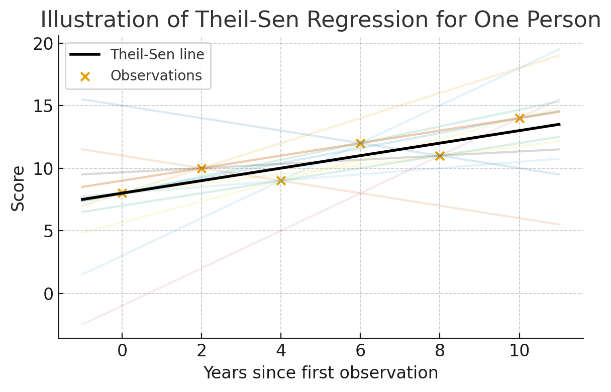 Illustration of Theil-Sen Regression for One Person
20
15
10
5
0
Score
Theil-Sen line
Observations
0 2 4 6 8 10
Years since first observation